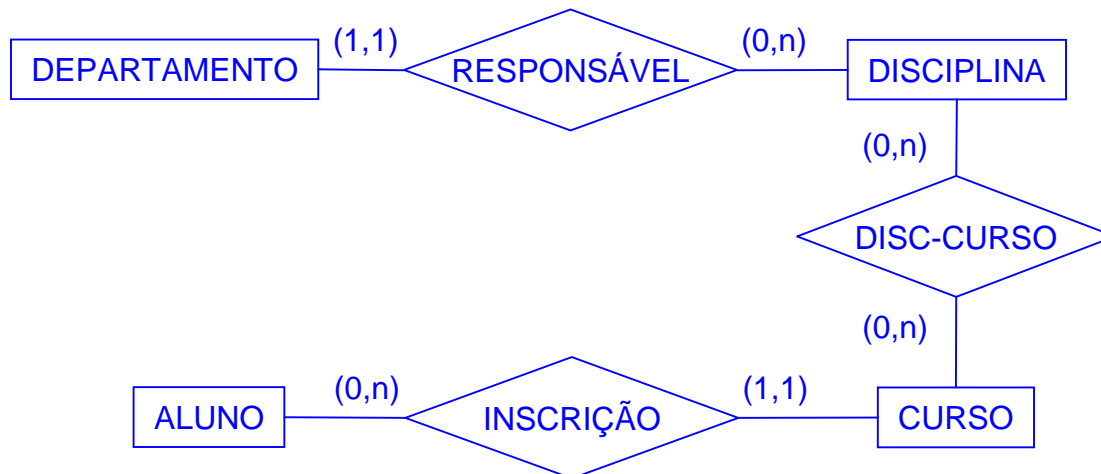 (1,1)
(0,n)
DEPARTAMENTO
RESPONSÁVEL
DISCIPLINA
(0,n)
DISC-CURSO
(0,n)
(0,n)
(1,1)
ALUNO
INSCRIÇÃO
CURSO